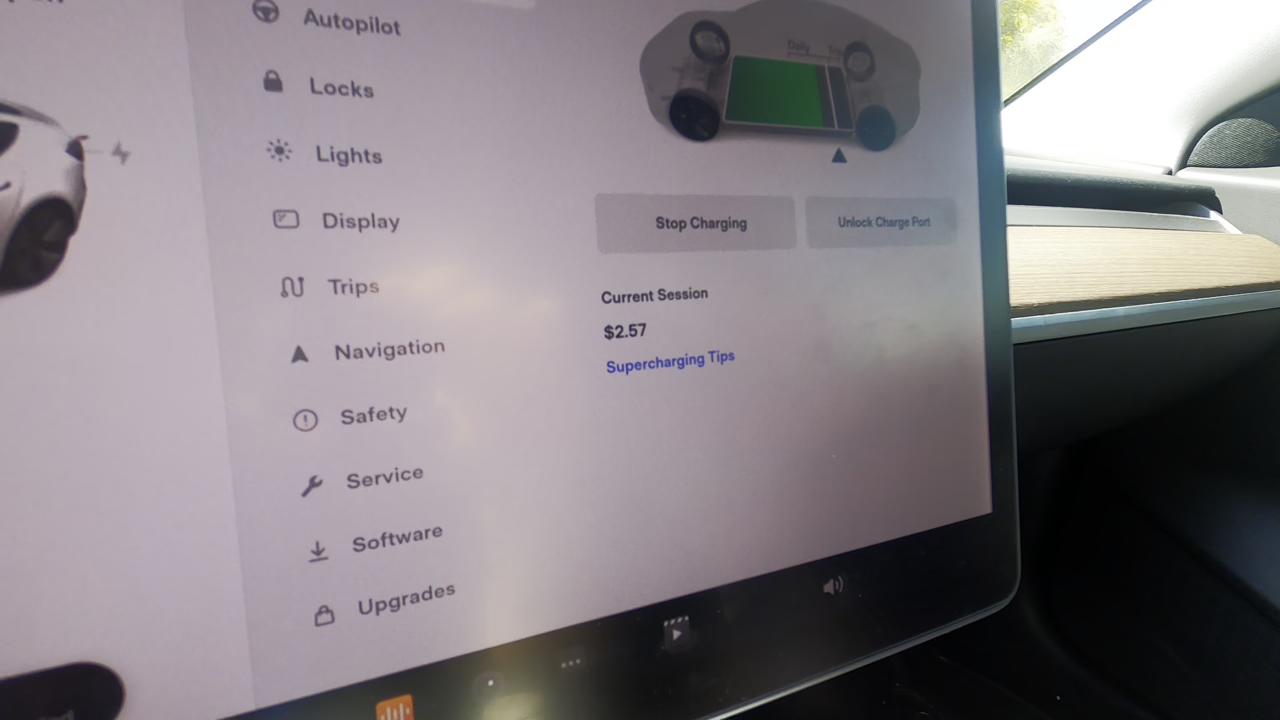 Autopilot
Locks
Lights
Display
Trips
Navigation
Safety
Service
Software
Upgrades
Daily
Stop Charging
Unlock Charge Port
Current Session
$2.57
Supercharging Tips